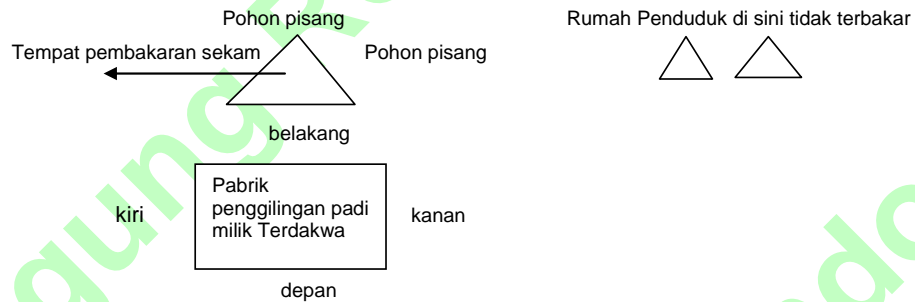 Pohon pisang
Rumah Penduduk di sini tidak terbakar
Tempat pembakaran sekam
Pohon pisang
belakang
Pabrik
penggilingan padi
milik Terdakwa
kiri
kanan
depan